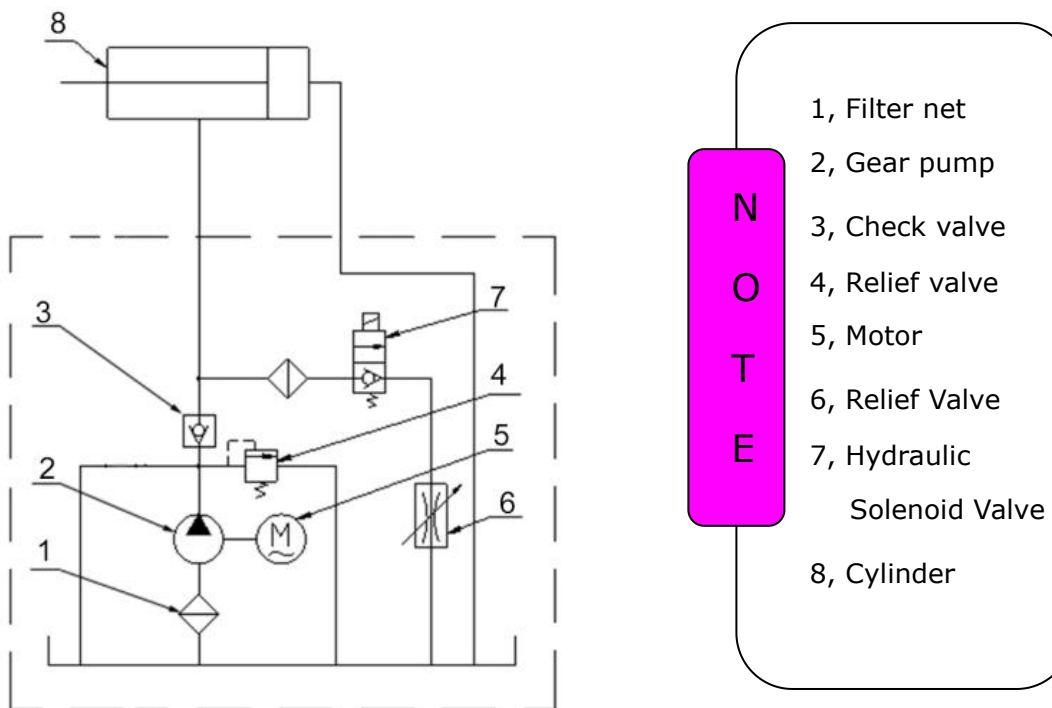 8
7
3
4
5
2
6
1
M
N
O
T
E
1, Filter net
2, Gear pump
3, Check valve
4, Relief valve
5, Motor
6, Relief Valve
7, Hydraulic
Solenoid Valve
8, Cylinder